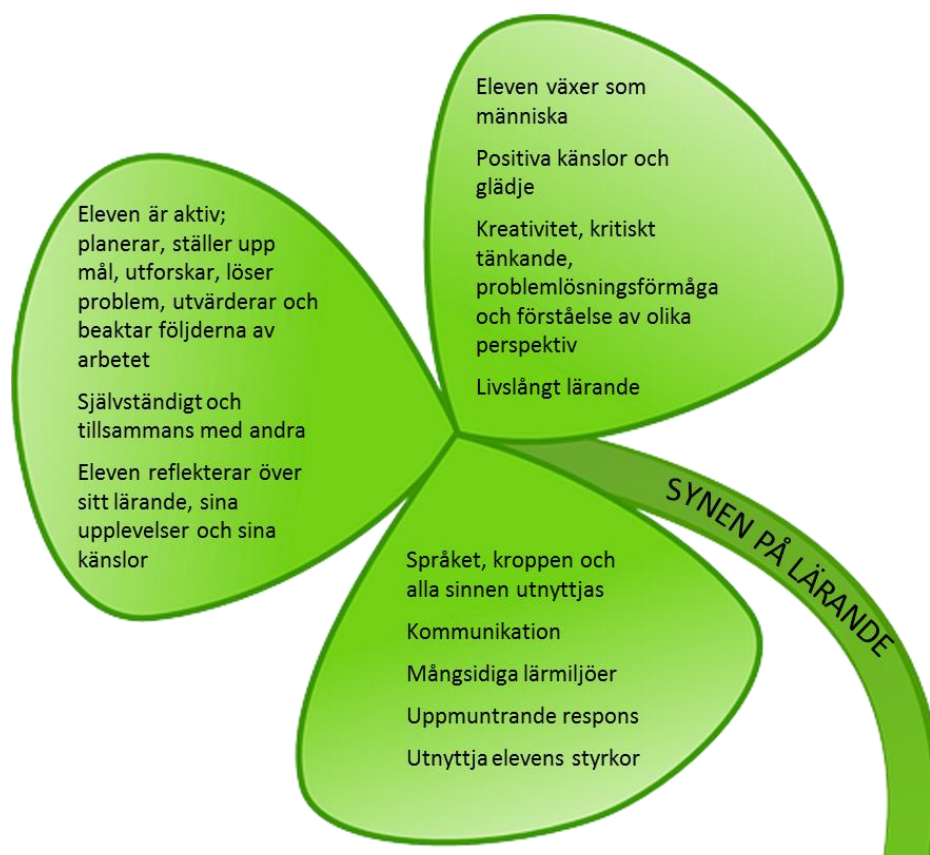 Eleven växer som
människa
Positiva känslor och
glädje
Kreativitet, kritiskt
tänkande,
problemlösningsförmåga
och förståelse av olika
perspektiv
Livslångt lärande
Eleven är aktiv;
planerar, ställer upp
mål, utforskar, löser
problem, utvärderar och
beaktar följderna av
arbetet
Självständigt och
tillsammans med andra
Eleven reflekterar över
sitt lärande, sina
upplevelser och sina
känslor
Språket, kroppen och
alla sinnen utnyttjas
Kommunikation
Mångsidiga lärmiljöer
Uppmuntrande respons
Utnyttja elevens styrkor
SYNEN PÅ LÄRANDE